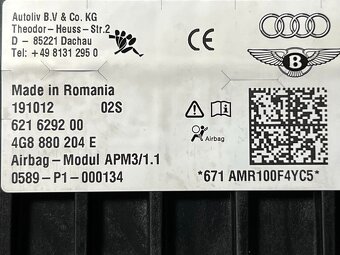 Autoliv B.V & Co. KG
Theodor-Heuss-Str.2
D - 85221 Dachau
Tel: +49 8131 295 0
CE
B
Made in Romania
191012 02S
621 6292 00
4G8 880 204 E
Airbag
Airbag-Modul APM3/1.1
0589-P1-000134
*671 AMR100F4YC5*